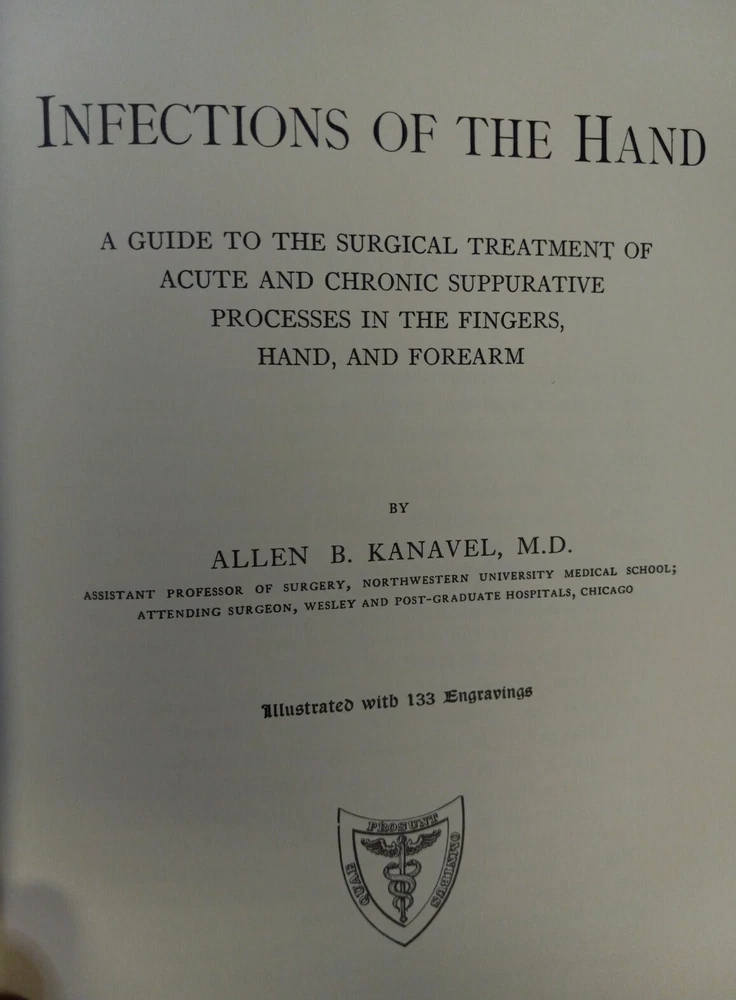 INFECTIONS OF THE HAND
A GUIDE TO THE SURGICAL TREATMENT OF
ACUTE AND CHRONIC SUPPURATIVE
PROCESSES IN THE FINGERS,
HAND, AND FOREARM
BY
ALLEN B. KANAVEL, M.D.
ASSISTANT PROFESSOR OF SURGERY, NORTHWESTERN UNIVERSITY MEDICAL SCHOOL;
ATTENDING SURGEON, WESLEY AND POST-GRADUATE HOSPITALS, CHICAGO
Illustrated with 133 Engravings
QUAE
PROSUNT
OMNIBUS